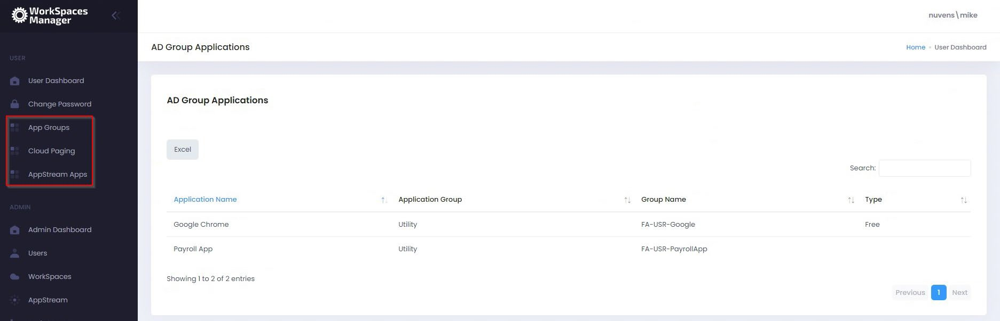 WorkSpaces
Manager
nuvens\mike
AD Group Applications
Home • User Dashboard
USER
User Dashboard
Change Password
App Groups
Cloud Paging
AppStream Apps
ADMIN
Admin Dashboard
Users
WorkSpaces
AppStream
AD Group Applications
Excel
Search:
Application Name Application Group Group Name Type
Google Chrome Utility FA-USR-Google Free
Payroll App Utility FA-USR-PayrollApp
Showing 1 to 2 of 2 entries
Previous 1 Next